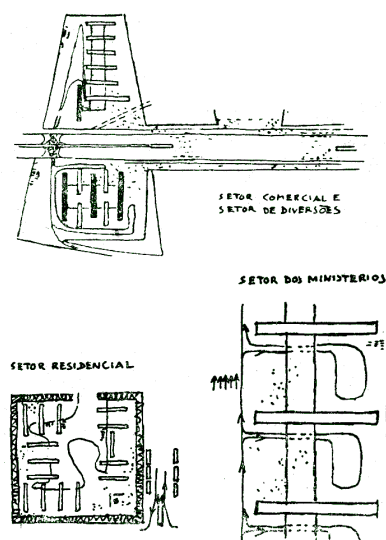 SETOR COMERCIAL E
SETOR DE DIVERSÕES
SETOR DOS MINISTERIOS
SETOR RESIDENCIAL